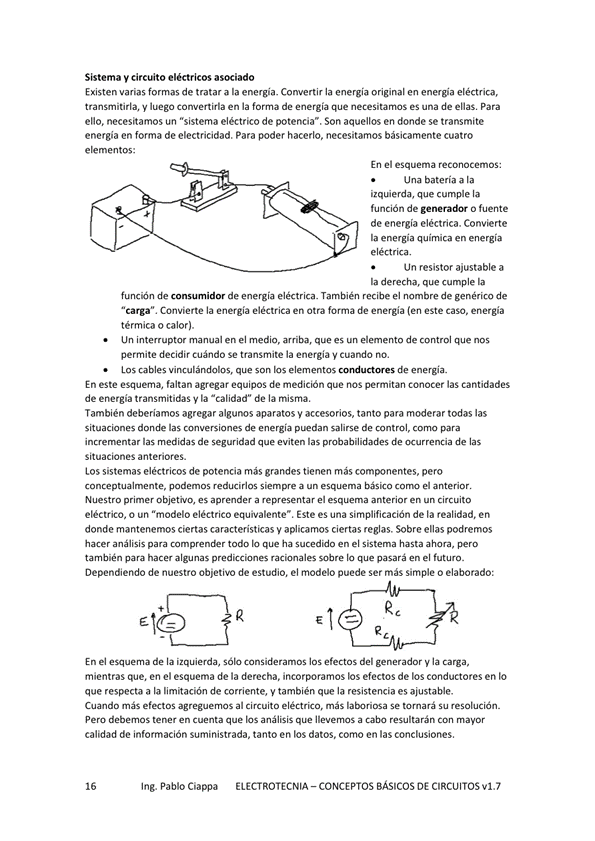 Sistema y circuito eléctricos asociado
Existen varias formas de tratar a la energía. Convertir la energía original en energía eléctrica,
transmitirla, y luego convertirla en la forma de energía que necesitamos es una de ellas. Para
ello, necesitamos un “sistema eléctrico de potencia”. Son aquellos en donde se transmite
energía en forma de electricidad. Para poder hacerlo, necesitamos básicamente cuatro
elementos:
- +
En el esquema reconocemos:
• Una batería a la
izquierda, que cumple la
función de generador o fuente
de energía eléctrica. Convierte
la energía química en energía
eléctrica.
• Un resistor ajustable a
la derecha, que cumple la
función de consumidor de energía eléctrica. También recibe el nombre de genérico de
“carga”. Convierte la energía eléctrica en otra forma de energía (en este caso, energía
térmica o calor).
• Un interruptor manual en el medio, arriba, que es un elemento de control que nos
permite decidir cuándo se transmite la energía y cuando no.
• Los cables vinculándolos, que son los elementos conductores de energía.
En este esquema, faltan agregar equipos de medición que nos permitan conocer las cantidades
de energía transmitidas y la “calidad” de la misma.
También deberíamos agregar algunos aparatos y accesorios, tanto para moderar todas las
situaciones donde las conversiones de energía puedan salirse de control, como para
incrementar las medidas de seguridad que eviten las probabilidades de ocurrencia de las
situaciones anteriores.
Los sistemas eléctricos de potencia más grandes tienen más componentes, pero
conceptualmente, podemos reducirlos siempre a un esquema básico como el anterior.
Nuestro primer objetivo, es aprender a representar el esquema anterior en un circuito
eléctrico, o un “modelo eléctrico equivalente”. Este es una simplificación de la realidad, en
donde mantenemos ciertas características y aplicamos ciertas reglas. Sobre ellas podremos
hacer análisis para comprender todo lo que ha sucedido en el sistema hasta ahora, pero
también para hacer algunas predicciones racionales sobre lo que pasará en el futuro.
Dependiendo de nuestro objetivo de estudio, el modelo puede ser más simple o elaborado:
E + - R
E Rc Rc R
En el esquema de la izquierda, sólo consideramos los efectos del generador y la carga,
mientras que, en el esquema de la derecha, incorporamos los efectos de los conductores en lo
que respecta a la limitación de corriente, y también que la resistencia es ajustable.
Cuando más efectos agreguemos al circuito eléctrico, más laboriosa se tornará su resolución.
Pero debemos tener en cuenta que los análisis que llevemos a cabo resultarán con mayor
calidad de información suministrada, tanto en los datos, como en las conclusiones.
16 Ing. Pablo Ciappa ELECTROTECNIA – CONCEPTOS BÁSICOS DE CIRCUITOS v1.7